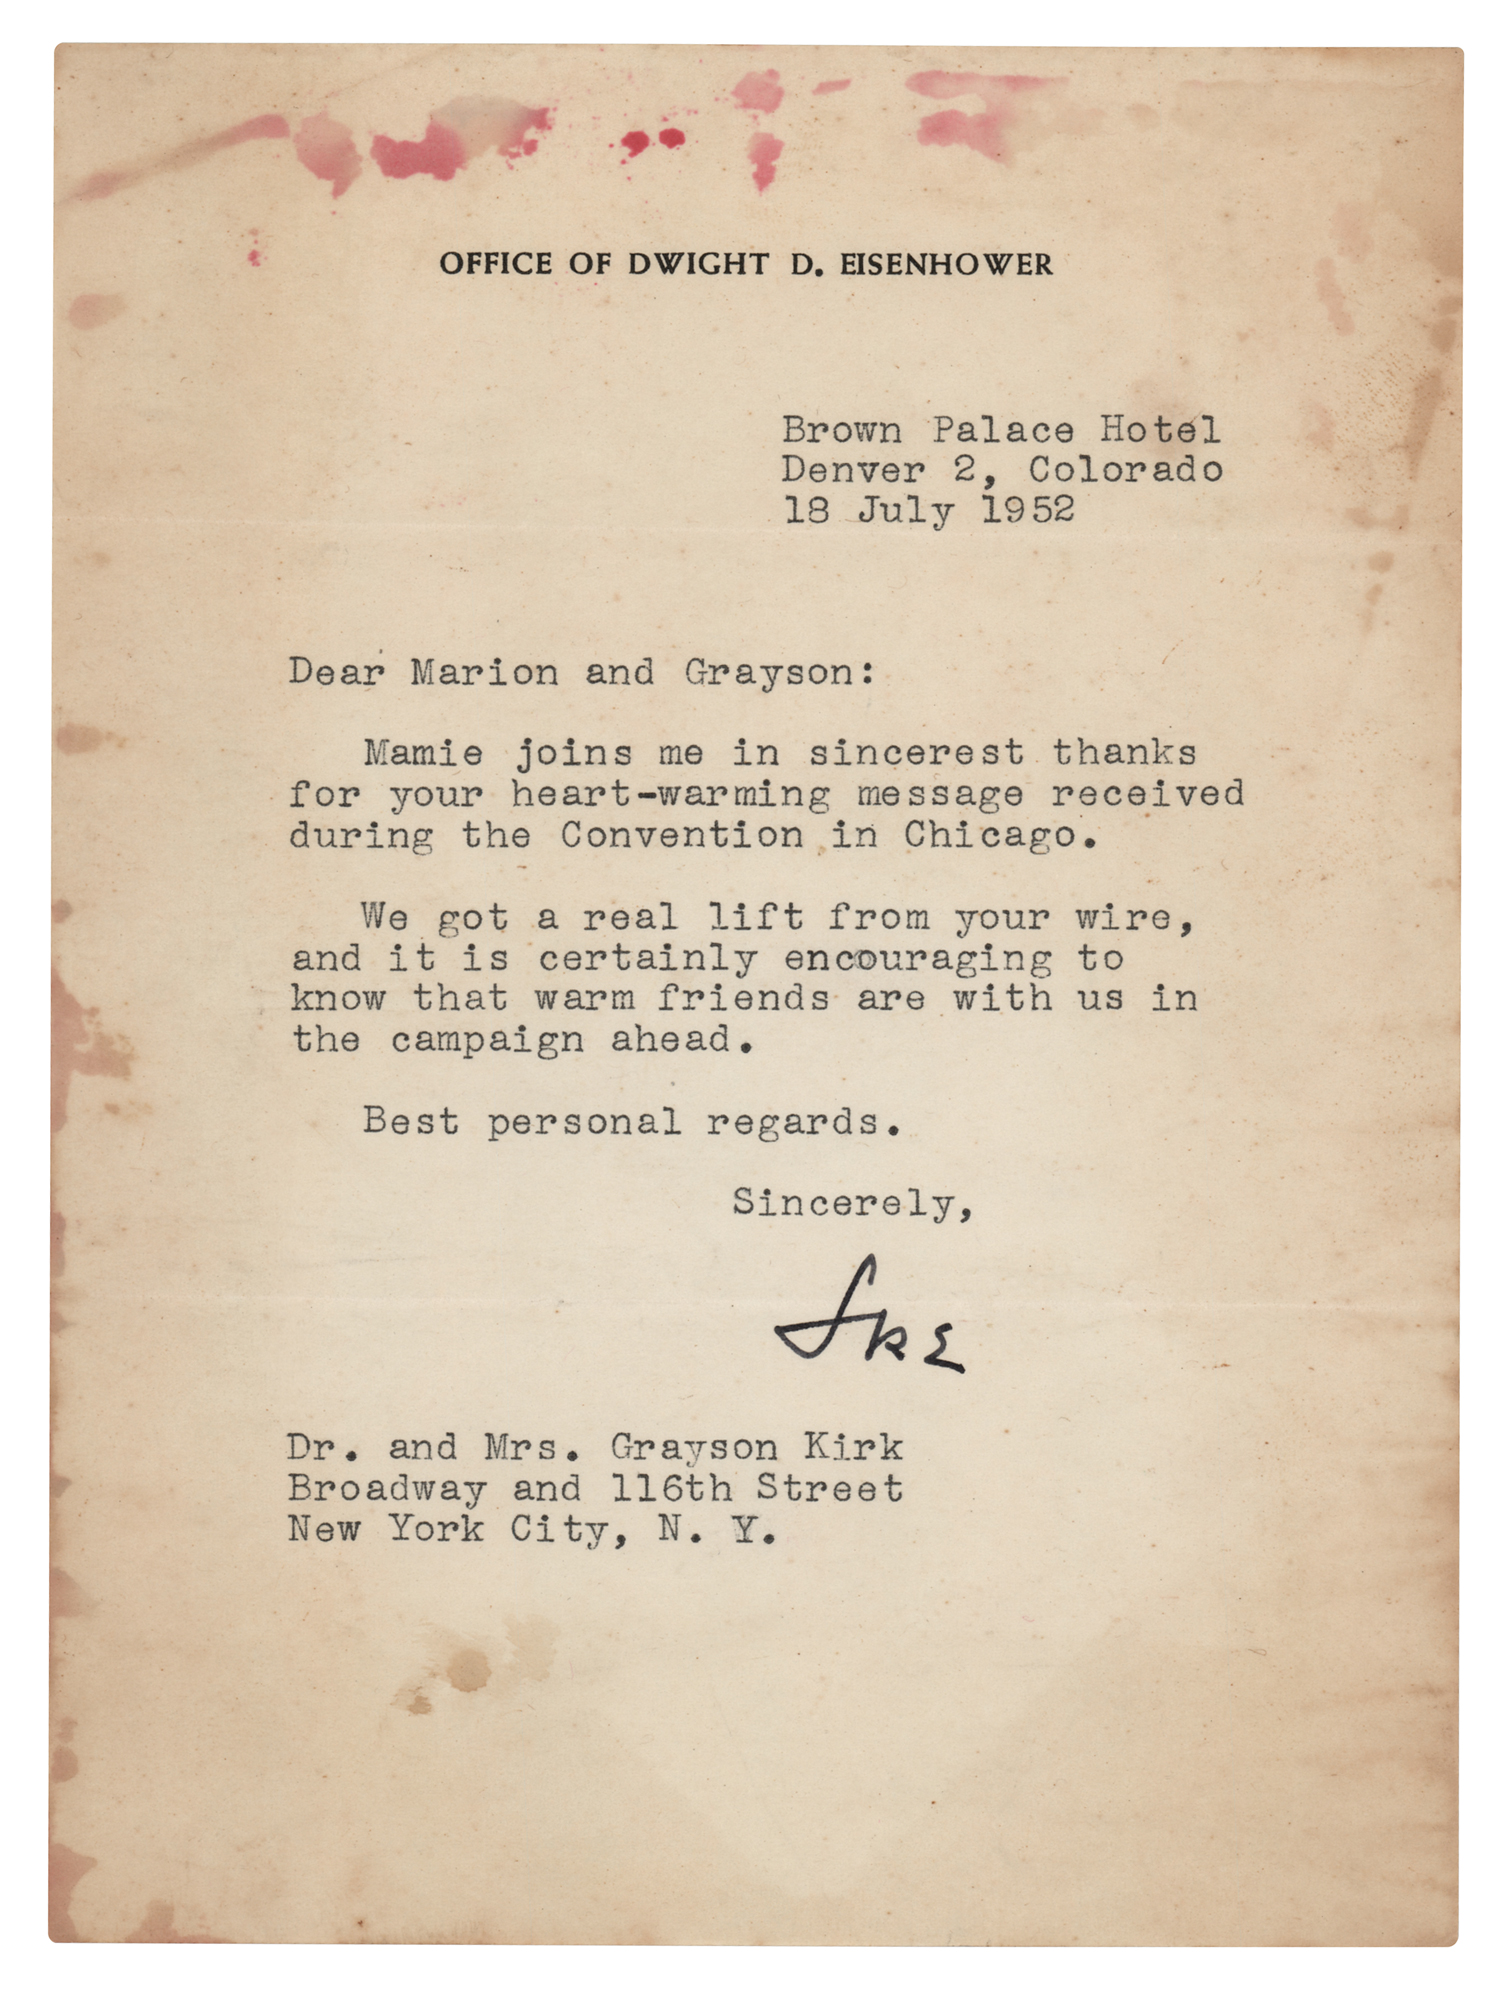 OFFICE OF DWIGHT D. EISENHOWER
Brown Palace Hotel
Denver 2, Colorado
18 July 1952
Dear Marion and Grayson:
Mamie joins me in sincerest thanks
for your heart-warming message received
during the Convention in Chicago.
We got a real lift from your wire,
and it is certainly encouraging to
know that warm friends are with us in
the campaign ahead.
Best personal regards.
Sincerely,
Ike
Dr. and Mrs. Grayson Kirk
Broadway and 116th Street
New York City, N. Y.